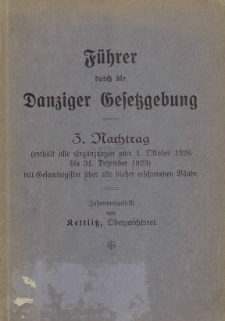 Führer
durch die
Danziger Gesetzgebung
3. Nachtrag
(enthält alle Ergänzungen vom 1. Oktober 1926
bis 31. Dezember 1929)
mit Gesamtregister über alle bisher erschienenen Bände.
Zusammengestellt
von
Kettlitz, Obergerichtsrat.